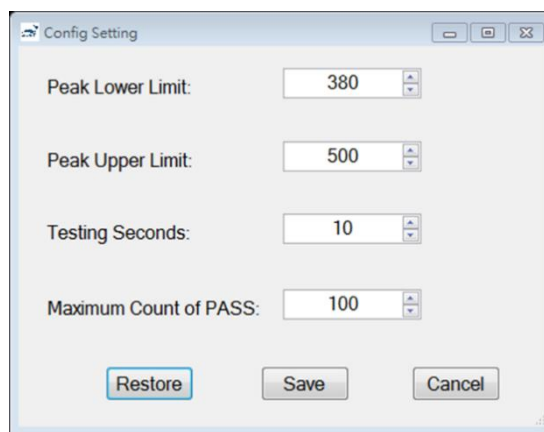 Config Setting
Peak Lower Limit: 380
Peak Upper Limit: 500
Testing Seconds: 10
Maximum Count of PASS: 100
Restore Save Cancel